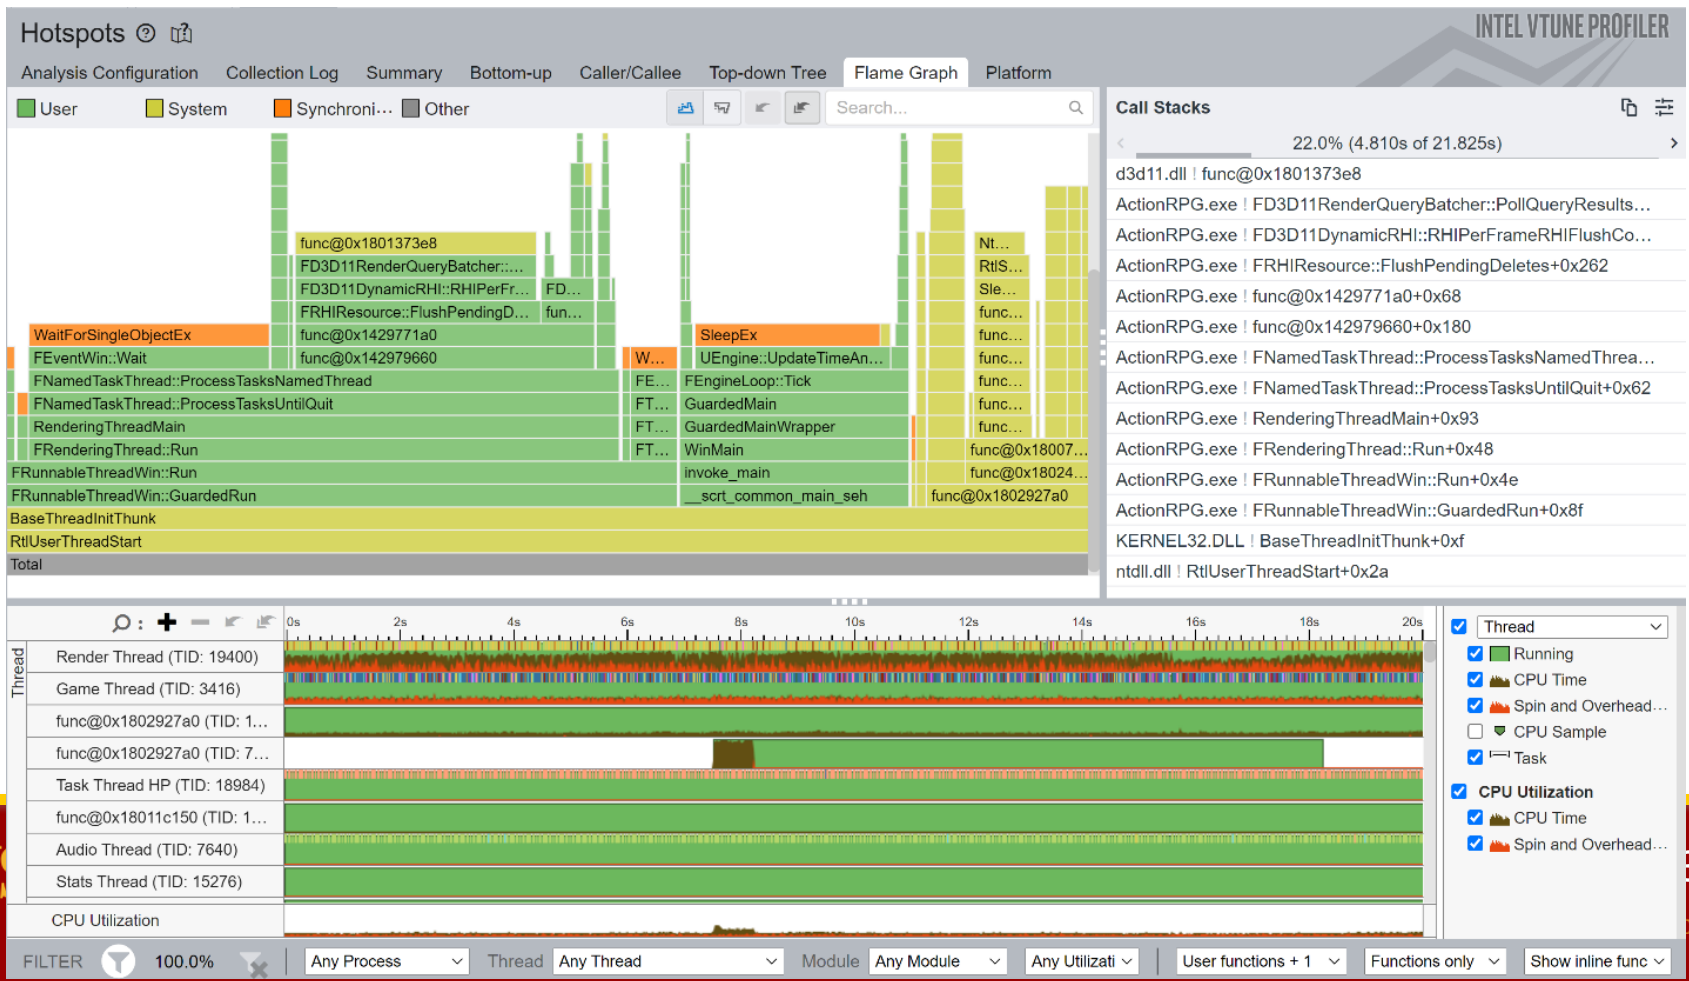 Hotspots
INTEL VTUNE PROFILER
Analysis Configuration Collection Log Summary Bottom-up Caller/Callee Top-down Tree Flame Graph Platform
User System Synchroni... Other
Search...
func@0x1801373e8 Nt...
FD3D11RenderQueryBatcher::... RtlS...
FD3D11DynamicRHI::RHIPerFr... FD... Sle...
FRHIResource::FlushPendingD... fun... func...
WaitForSingleObjectEx func@0x1429771a0 SleepEx func...
FEventWin::Wait func@0x142979660 W... UEngine::UpdateTimeAn... func...
FNamedTaskThread::ProcessTasksNamedThread FE... FEngineLoop::Tick func...
FNamedTaskThread::ProcessTasksUntilQuit FT... GuardedMain func...
RenderingThreadMain FT... GuardedMainWrapper func...
FRenderingThread::Run FT... WinMain func@0x18007...
FRunnableThreadWin::Run invoke_main func@0x18024...
FRunnableThreadWin::GuardedRun __scrt_common_main_seh func@0x1802927a0
BaseThreadInitThunk
RtlUserThreadStart
Total
Call Stacks
22.0% (4.810s of 21.825s)
d3d11.dll ! func@0x1801373e8
ActionRPG.exe ! FD3D11RenderQueryBatcher::PollQueryResults...
ActionRPG.exe ! FD3D11DynamicRHI::RHIPerFrameRHIFlushCo...
ActionRPG.exe ! FRHIResource::FlushPendingDeletes+0x262
ActionRPG.exe ! func@0x1429771a0+0x68
ActionRPG.exe ! func@0x142979660+0x180
ActionRPG.exe ! FNamedTaskThread::ProcessTasksNamedThrea...
ActionRPG.exe ! FNamedTaskThread::ProcessTasksUntilQuit+0x62
ActionRPG.exe ! RenderingThreadMain+0x93
ActionRPG.exe ! FRenderingThread::Run+0x48
ActionRPG.exe ! FRunnableThreadWin::Run+0x4e
ActionRPG.exe ! FRunnableThreadWin::GuardedRun+0x8f
KERNEL32.DLL ! BaseThreadInitThunk+0xf
ntdll.dll ! RtlUserThreadStart+0x2a
0s 2s 4s 6s 8s 10s 12s 14s 16s 18s 20s
Thread
Render Thread (TID: 19400)
Game Thread (TID: 3416)
func@0x1802927a0 (TID: 1...
func@0x1802927a0 (TID: 7...
Task Thread HP (TID: 18984)
func@0x18011c150 (TID: 1...
Audio Thread (TID: 7640)
Stats Thread (TID: 15276)
CPU Utilization
Thread
Running
CPU Time
Spin and Overhead...
CPU Sample
Task
CPU Utilization
CPU Time
Spin and Overhead...
FILTER 100.0% Any Process Thread Any Thread Module Any Module Any Utilizati User functions + 1 Functions only Show inline func